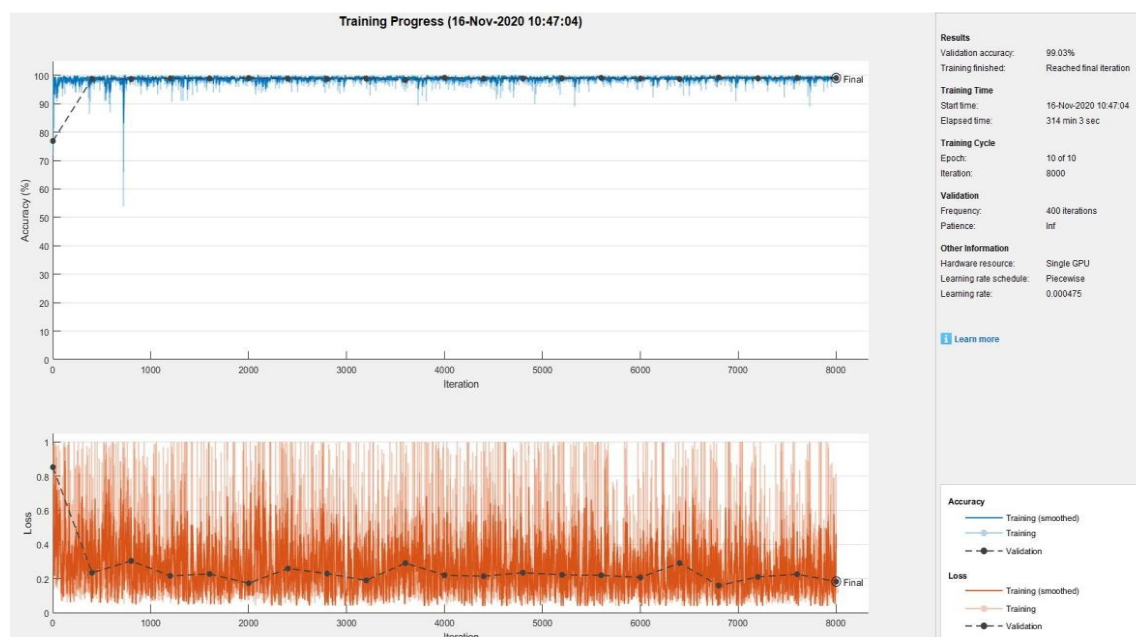 Training Progress (16-Nov-2020 10:47:04)
Accuracy (%)
100
90
80
70
60
50
40
30
20
10
0
Final
0 1000 2000 3000 4000 5000 6000 7000 8000
Iteration
Loss
1
0.8
0.6
0.4
0.2
0
Final
0 1000 2000 3000 4000 5000 6000 7000 8000
Iteration
Results
Validation accuracy: 99.03%
Training finished: Reached final iteration
Training Time
Start time: 16-Nov-2020 10:47:04
Elapsed time: 314 min 3 sec
Training Cycle
Epoch: 10 of 10
Iteration: 8000
Validation
Frequency: 400 iterations
Patience: Inf
Other Information
Hardware resource: Single GPU
Learning rate schedule: Piecewise
Learning rate: 0.000475
i Learn more
Accuracy
Training (smoothed)
Training
Validation
Loss
Training (smoothed)
Training
Validation